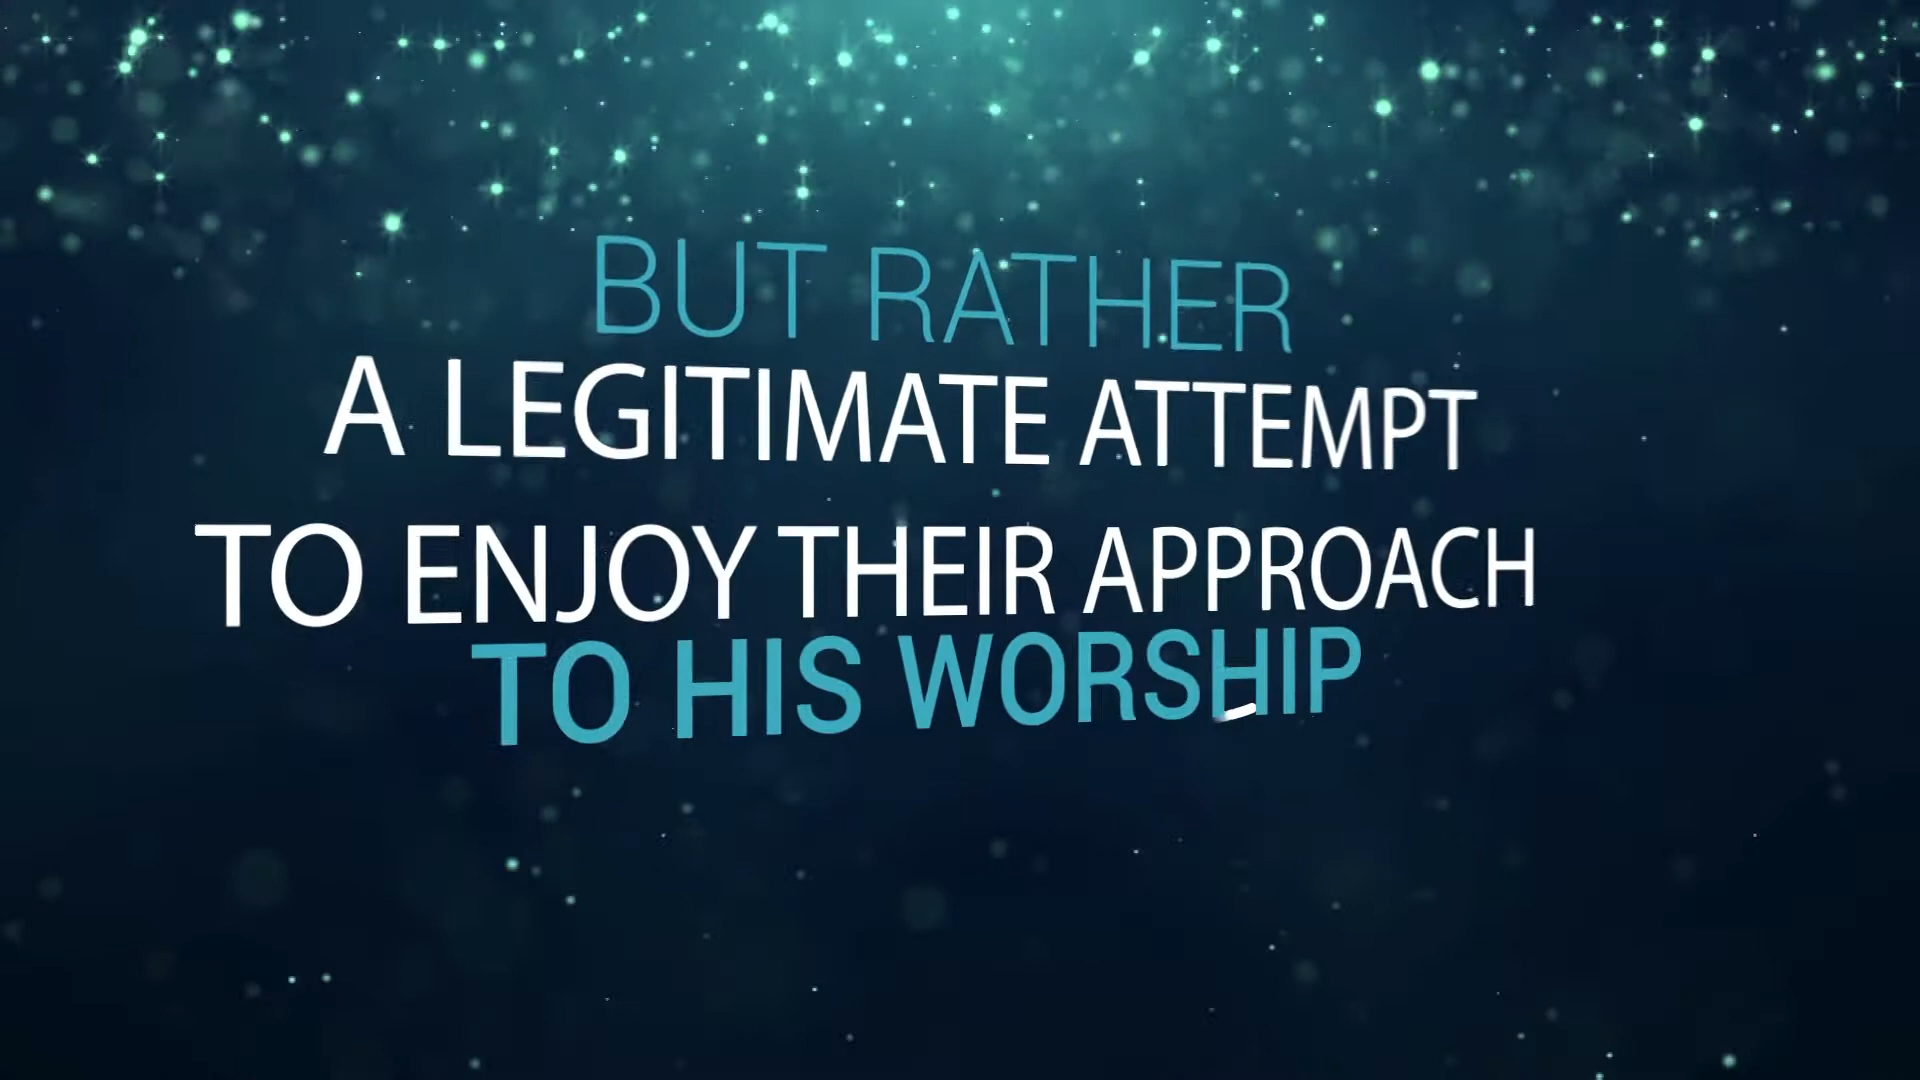 BUT RATHER
A LEGITIMATE ATTEMPT
TO ENJOY THEIR APPROACH
TO HIS WORSHIP